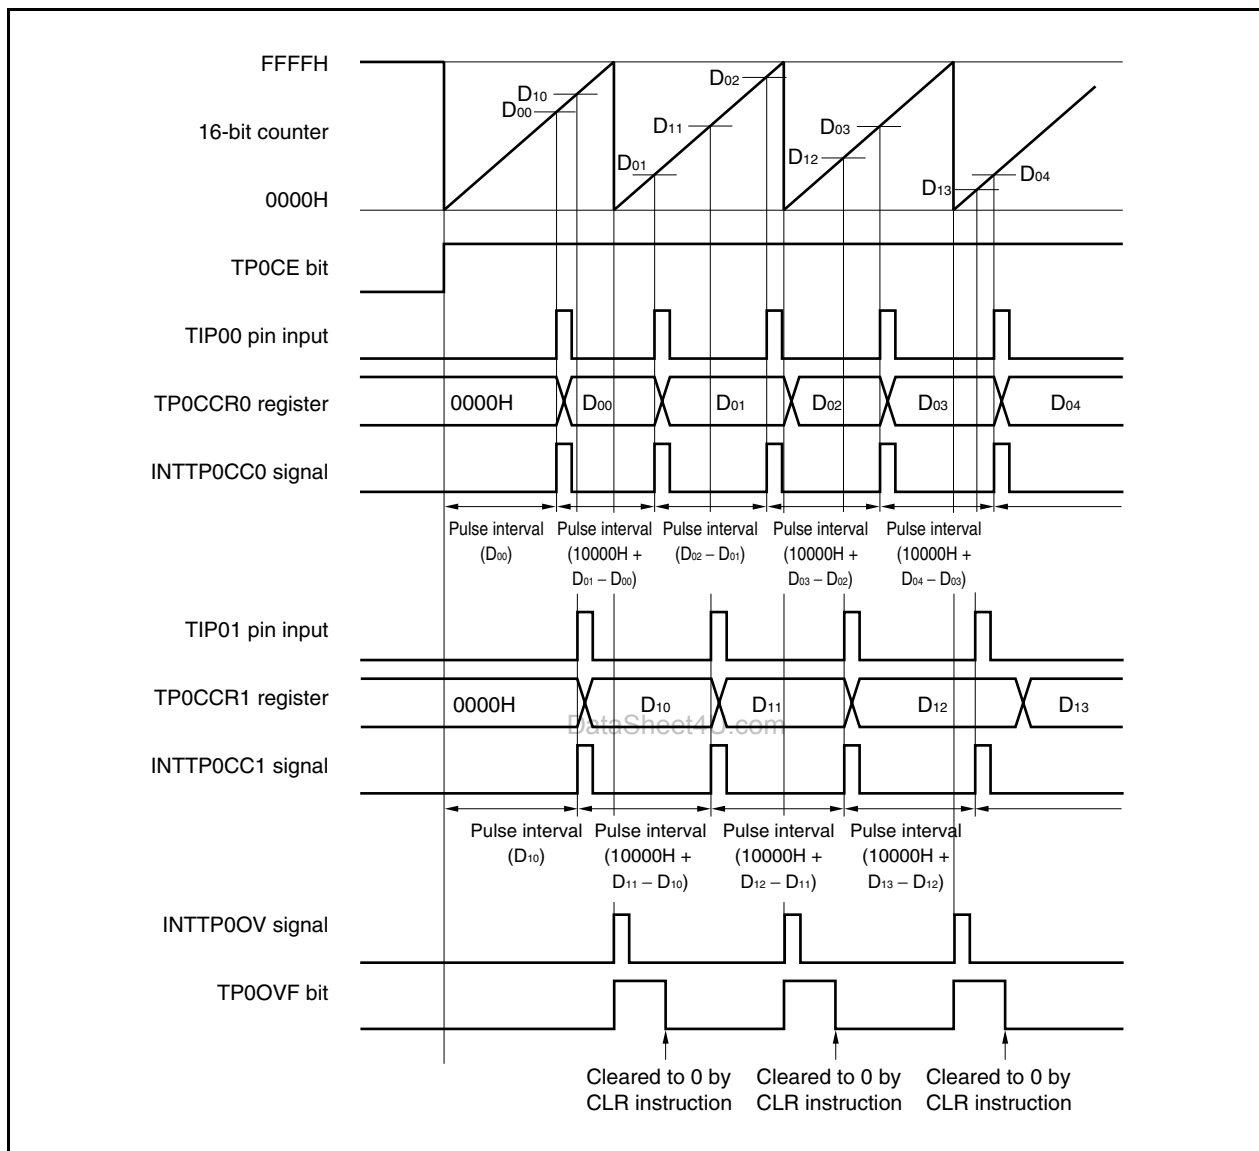 FFFFH
D10
D00
D02
16-bit counter
D11
D03
D01
D12
D13
D04
0000H
TP0CE bit
TIP00 pin input
TP0CCR0 register
0000H D00 D01 D02 D03 D04
INTTP0CC0 signal
Pulse interval
(D00)
Pulse interval
(10000H +
D01 – D00)
Pulse interval
(D02 – D01)
Pulse interval
(10000H +
D03 – D02)
Pulse interval
(10000H +
D04 – D03)
TIP01 pin input
TP0CCR1 register
0000H D10 D11 D12 D13
DataSheet4U.com
INTTP0CC1 signal
Pulse interval
(D10)
Pulse interval
(10000H +
D11 – D10)
Pulse interval
(10000H +
D12 – D11)
Pulse interval
(10000H +
D13 – D12)
INTTP0OV signal
TP0OVF bit
Cleared to 0 by
CLR instruction
Cleared to 0 by
CLR instruction
Cleared to 0 by
CLR instruction